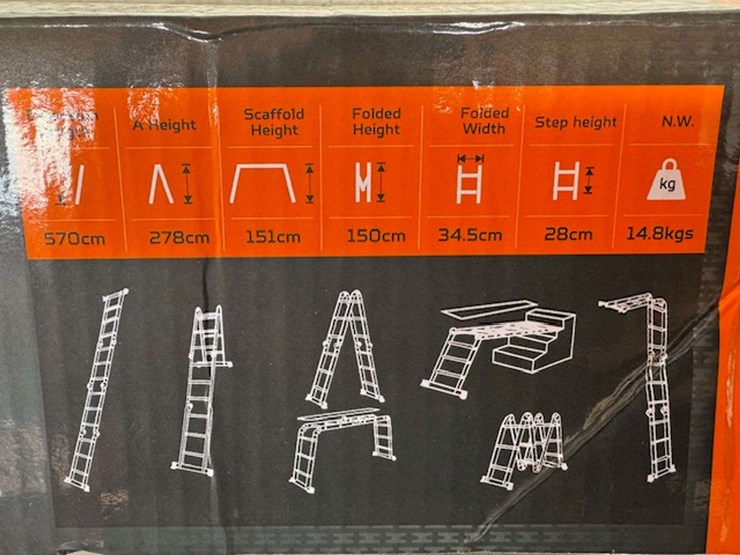 A Height
Scaffold
Height
Folded
Height
Folded
Width
Step height
N.W.
kg
570cm
278cm
151cm
150cm
34.5cm
28cm
14.8kgs